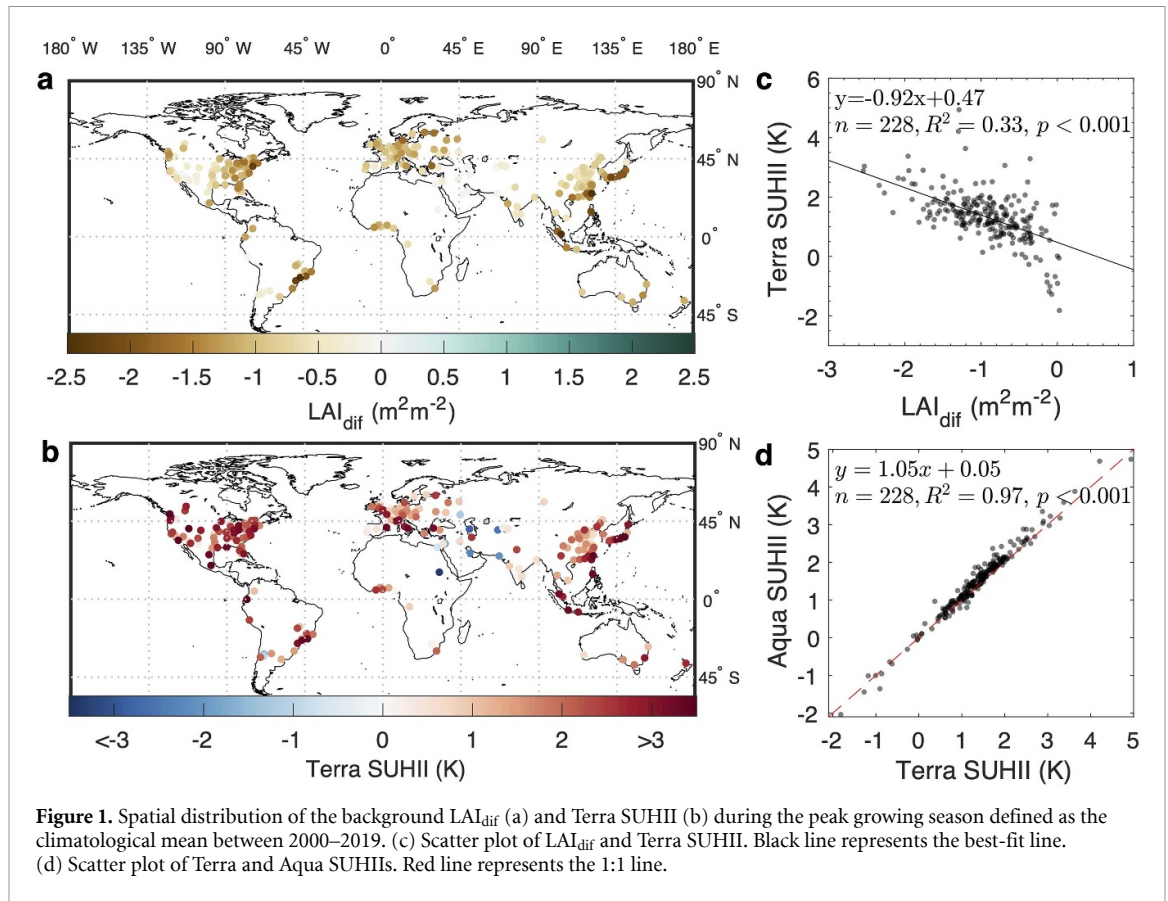 180° W 135° W 90° W 45° W 0° 45° E 90° E 135° E 180° E
a
90° N
45° N
0°
45° S
-2.5 -2 -1.5 -1 -0.5 0 0.5 1 1.5 2 2.5
LAIdif (m²m⁻²)
c
y=-0.92x+0.47
n = 228, R² = 0.33, p < 0.001
6
4
2
0
-2
Terra SUHII (K)
-3 -2 -1 0 1
LAIdif (m²m⁻²)
b
90° N
45° N
0°
45° S
<-3 -2 -1 0 1 2 >3
Terra SUHII (K)
d
y = 1.05x + 0.05
n = 228, R² = 0.97, p < 0.001
5
4
3
2
1
0
-1
-2
Aqua SUHII (K)
-2 -1 0 1 2 3 4 5
Terra SUHII (K)
Figure 1. Spatial distribution of the background LAIdif (a) and Terra SUHII (b) during the peak growing season defined as the
climatological mean between 2000–2019. (c) Scatter plot of LAIdif and Terra SUHII. Black line represents the best-fit line.
(d) Scatter plot of Terra and Aqua SUHIIs. Red line represents the 1:1 line.